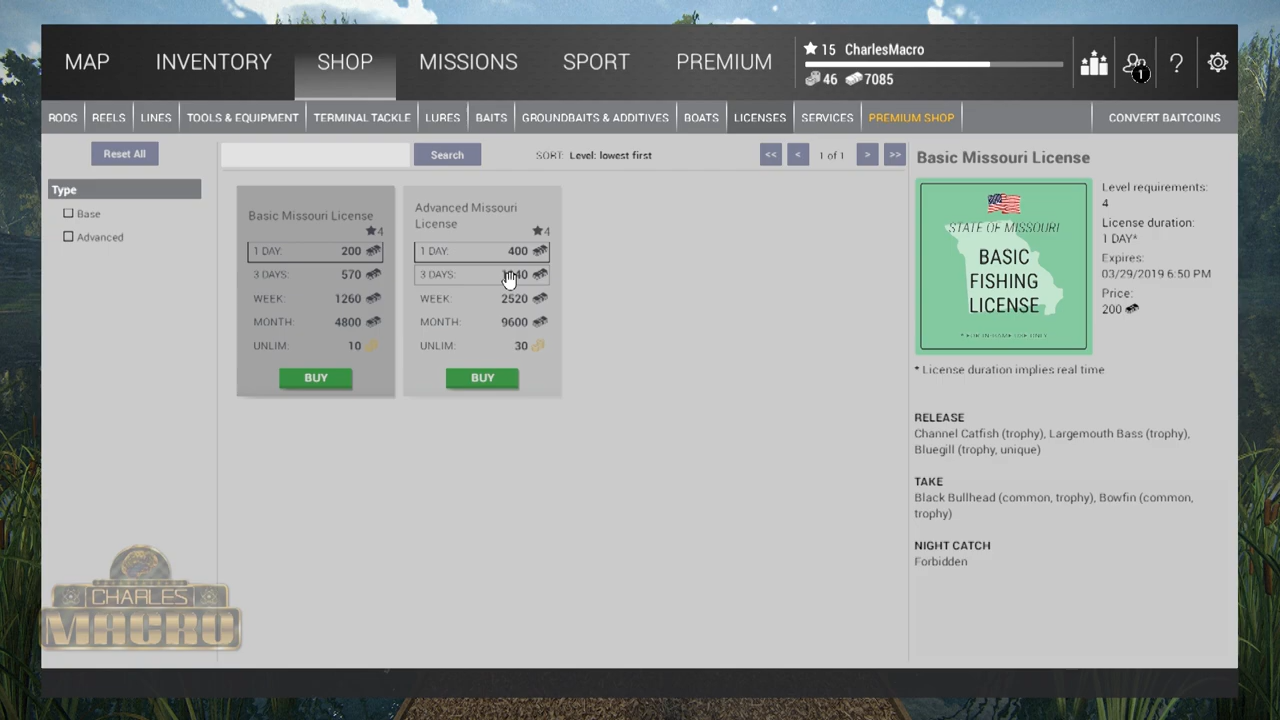 MAP INVENTORY SHOP MISSIONS SPORT PREMIUM
15 CharlesMacro
46 7085
1
?
RODS REELS LINES TOOLS & EQUIPMENT TERMINAL TACKLE LURES BAITS GROUNDBAITS & ADDITIVES BOATS LICENSES SERVICES PREMIUM SHOP CONVERT BAITCOINS
Reset All
Search
SORT: Level: lowest first
<< < 1 of 1 > >>
Type
Base
Advanced
Basic Missouri License
4
1 DAY: 200
3 DAYS: 570
WEEK: 1260
MONTH: 4800
UNLIM: 10
BUY
Advanced Missouri
License
4
1 DAY: 400
3 DAYS:
WEEK: 2520
MONTH: 9600
UNLIM: 30
BUY
Basic Missouri License
STATE OF MISSOURI
BASIC
FISHING
LICENSE
* FOR IN-GAME USE ONLY
Level requirements:
4
License duration:
1 DAY*
Expires:
03/29/2019 6:50 PM
Price:
200
* License duration implies real time
RELEASE
Channel Catfish (trophy), Largemouth Bass (trophy),
Bluegill (trophy, unique)
TAKE
Black Bullhead (common, trophy), Bowfin (common,
trophy)
NIGHT CATCH
Forbidden
CHARLES
MACRO